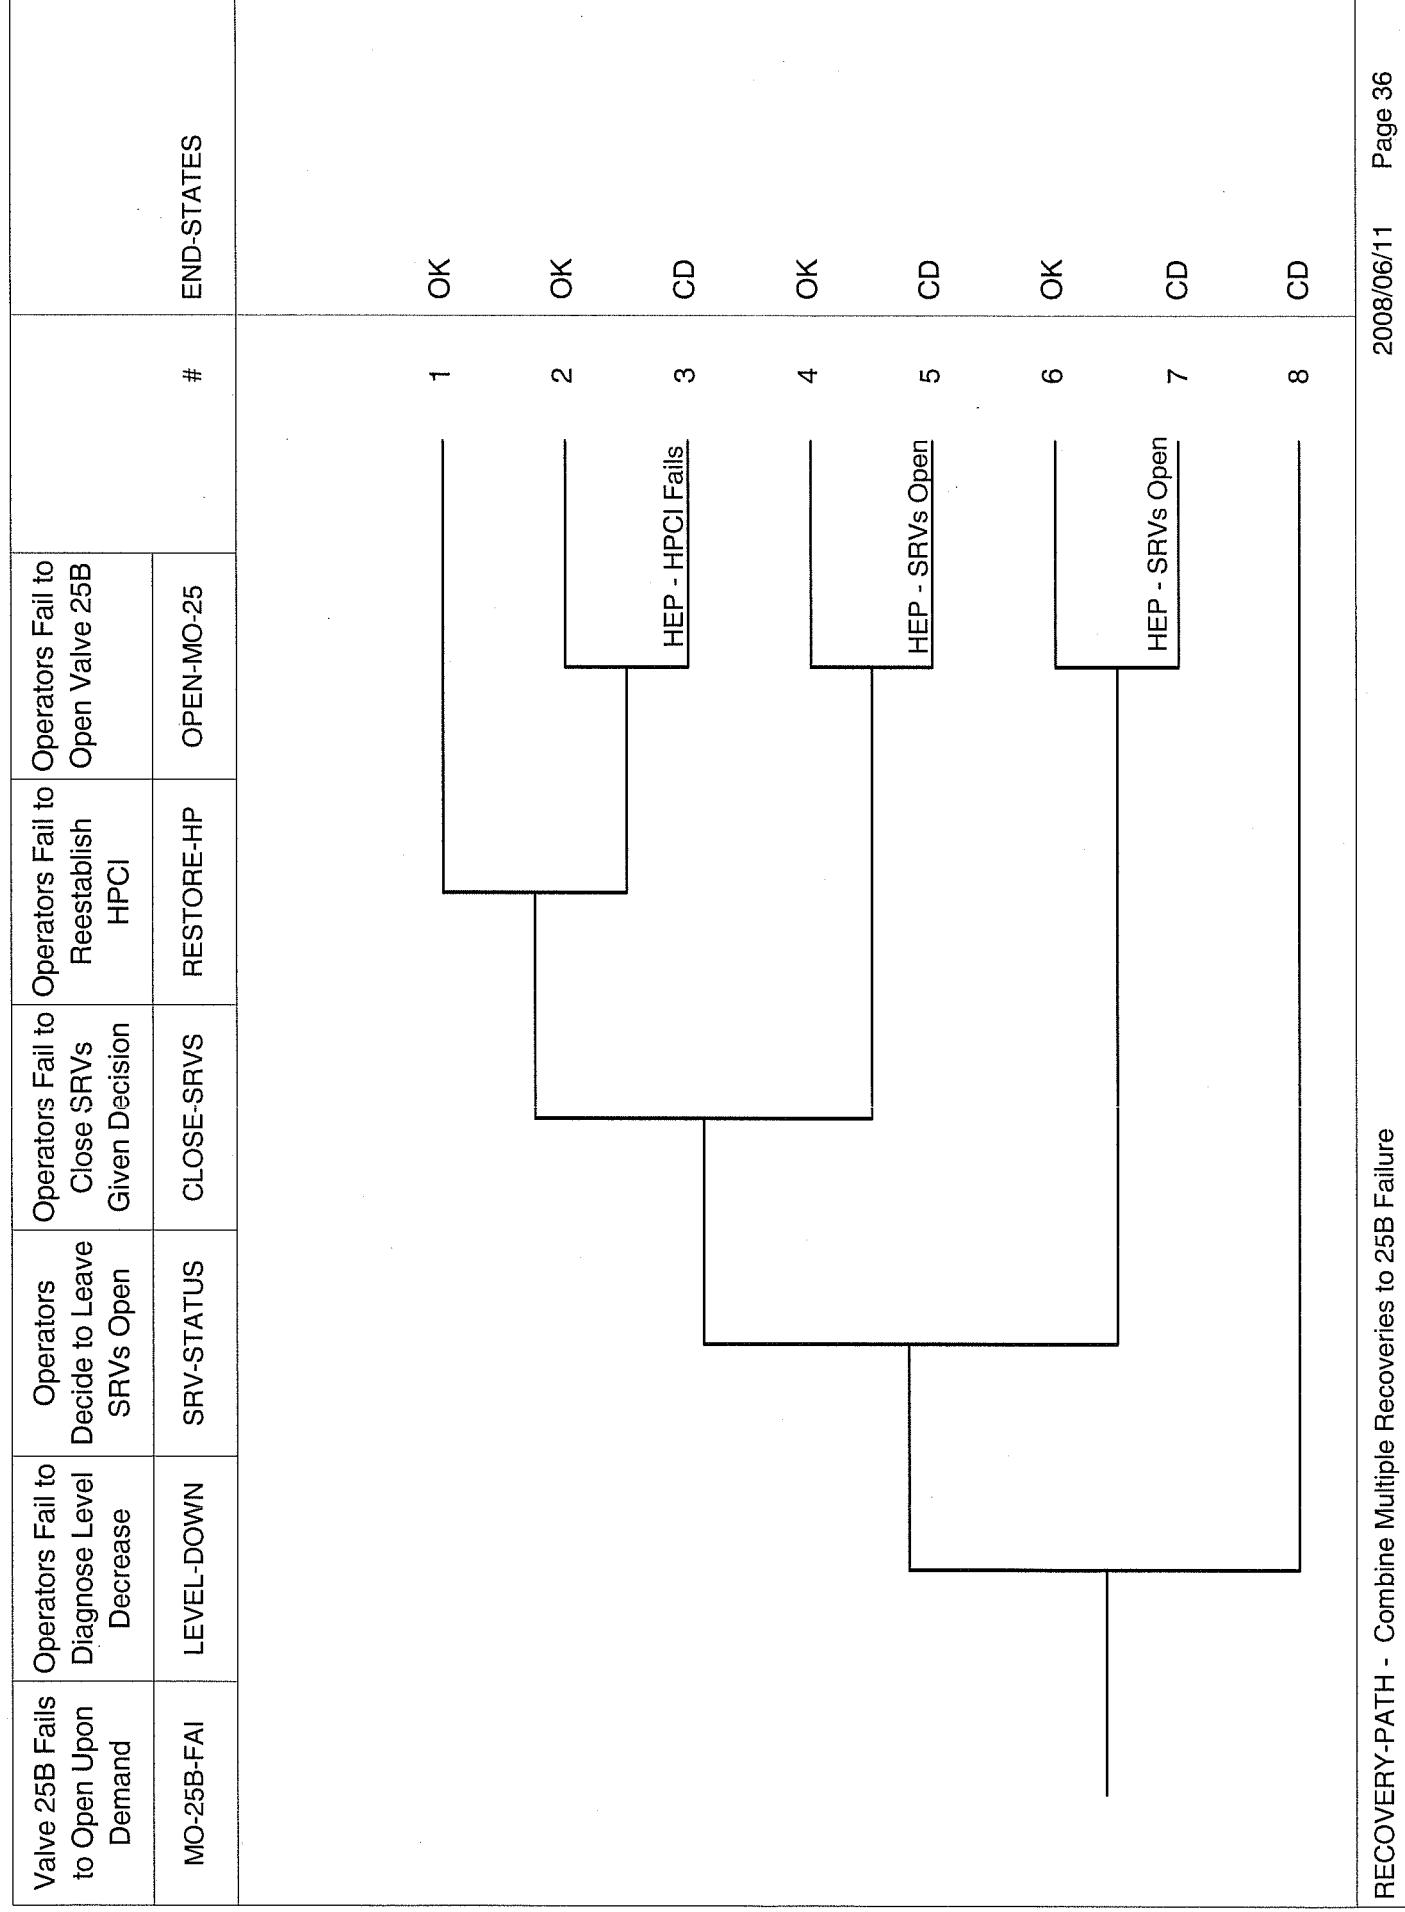 Valve 25B Fails
to Open Upon
Demand
Operators Fail to
Diagnose Level
Decrease
Operators
Decide to Leave
SRVs Open
Operators Fail to
Close SRVs
Given Decision
Operators Fail to
Reestablish
HPCI
Operators Fail to
Open Valve 25B
MO-25B-FAI
LEVEL-DOWN
SRV-STATUS
CLOSE-SRVS
RESTORE-HP
OPEN-MO-25
#
END-STATES
1
OK
2
OK
HEP - HPCI Fails
3
CD
4
OK
HEP - SRVs Open
5
CD
6
OK
HEP - SRVs Open
7
CD
8
CD
RECOVERY-PATH - Combine Multiple Recoveries to 25B Failure
2008/06/11
Page 36